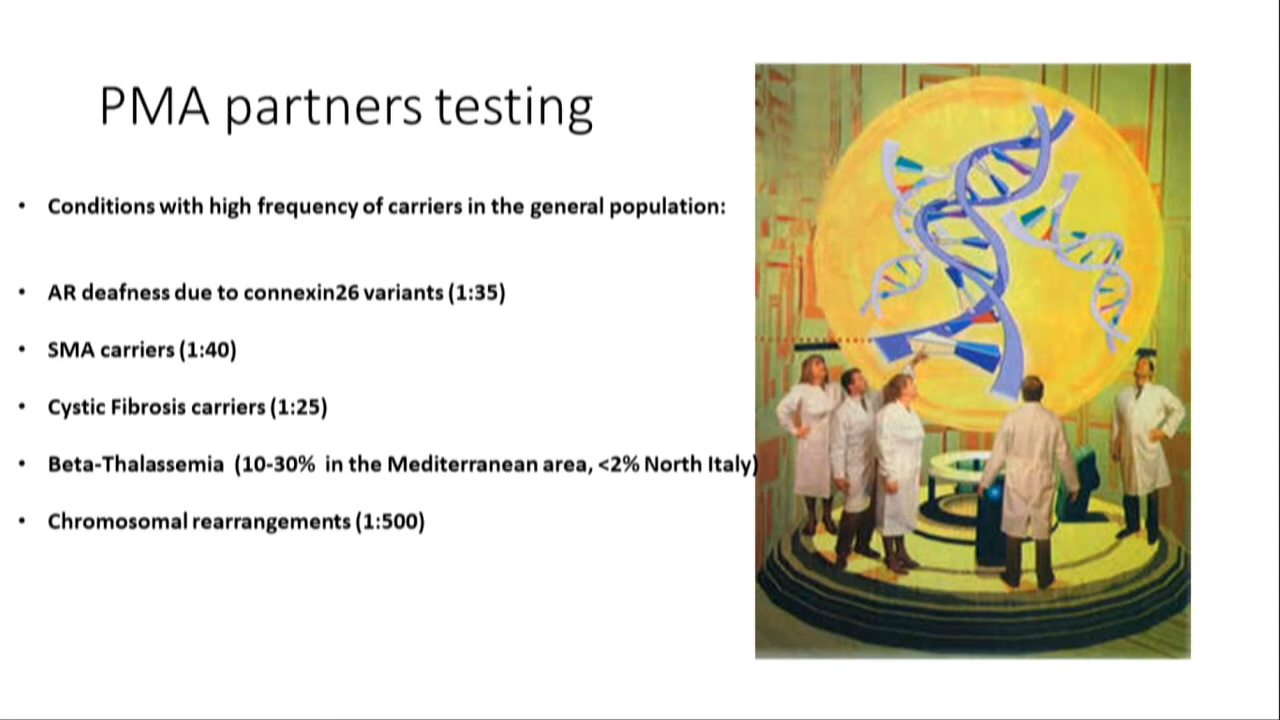 PMA partners testing
• Conditions with high frequency of carriers in the general population:
• AR deafness due to connexin26 variants (1:35)
• SMA carriers (1:40)
• Cystic Fibrosis carriers (1:25)
• Beta-Thalassemia (10-30% in the Mediterranean area, <2% North Italy)
• Chromosomal rearrangements (1:500)